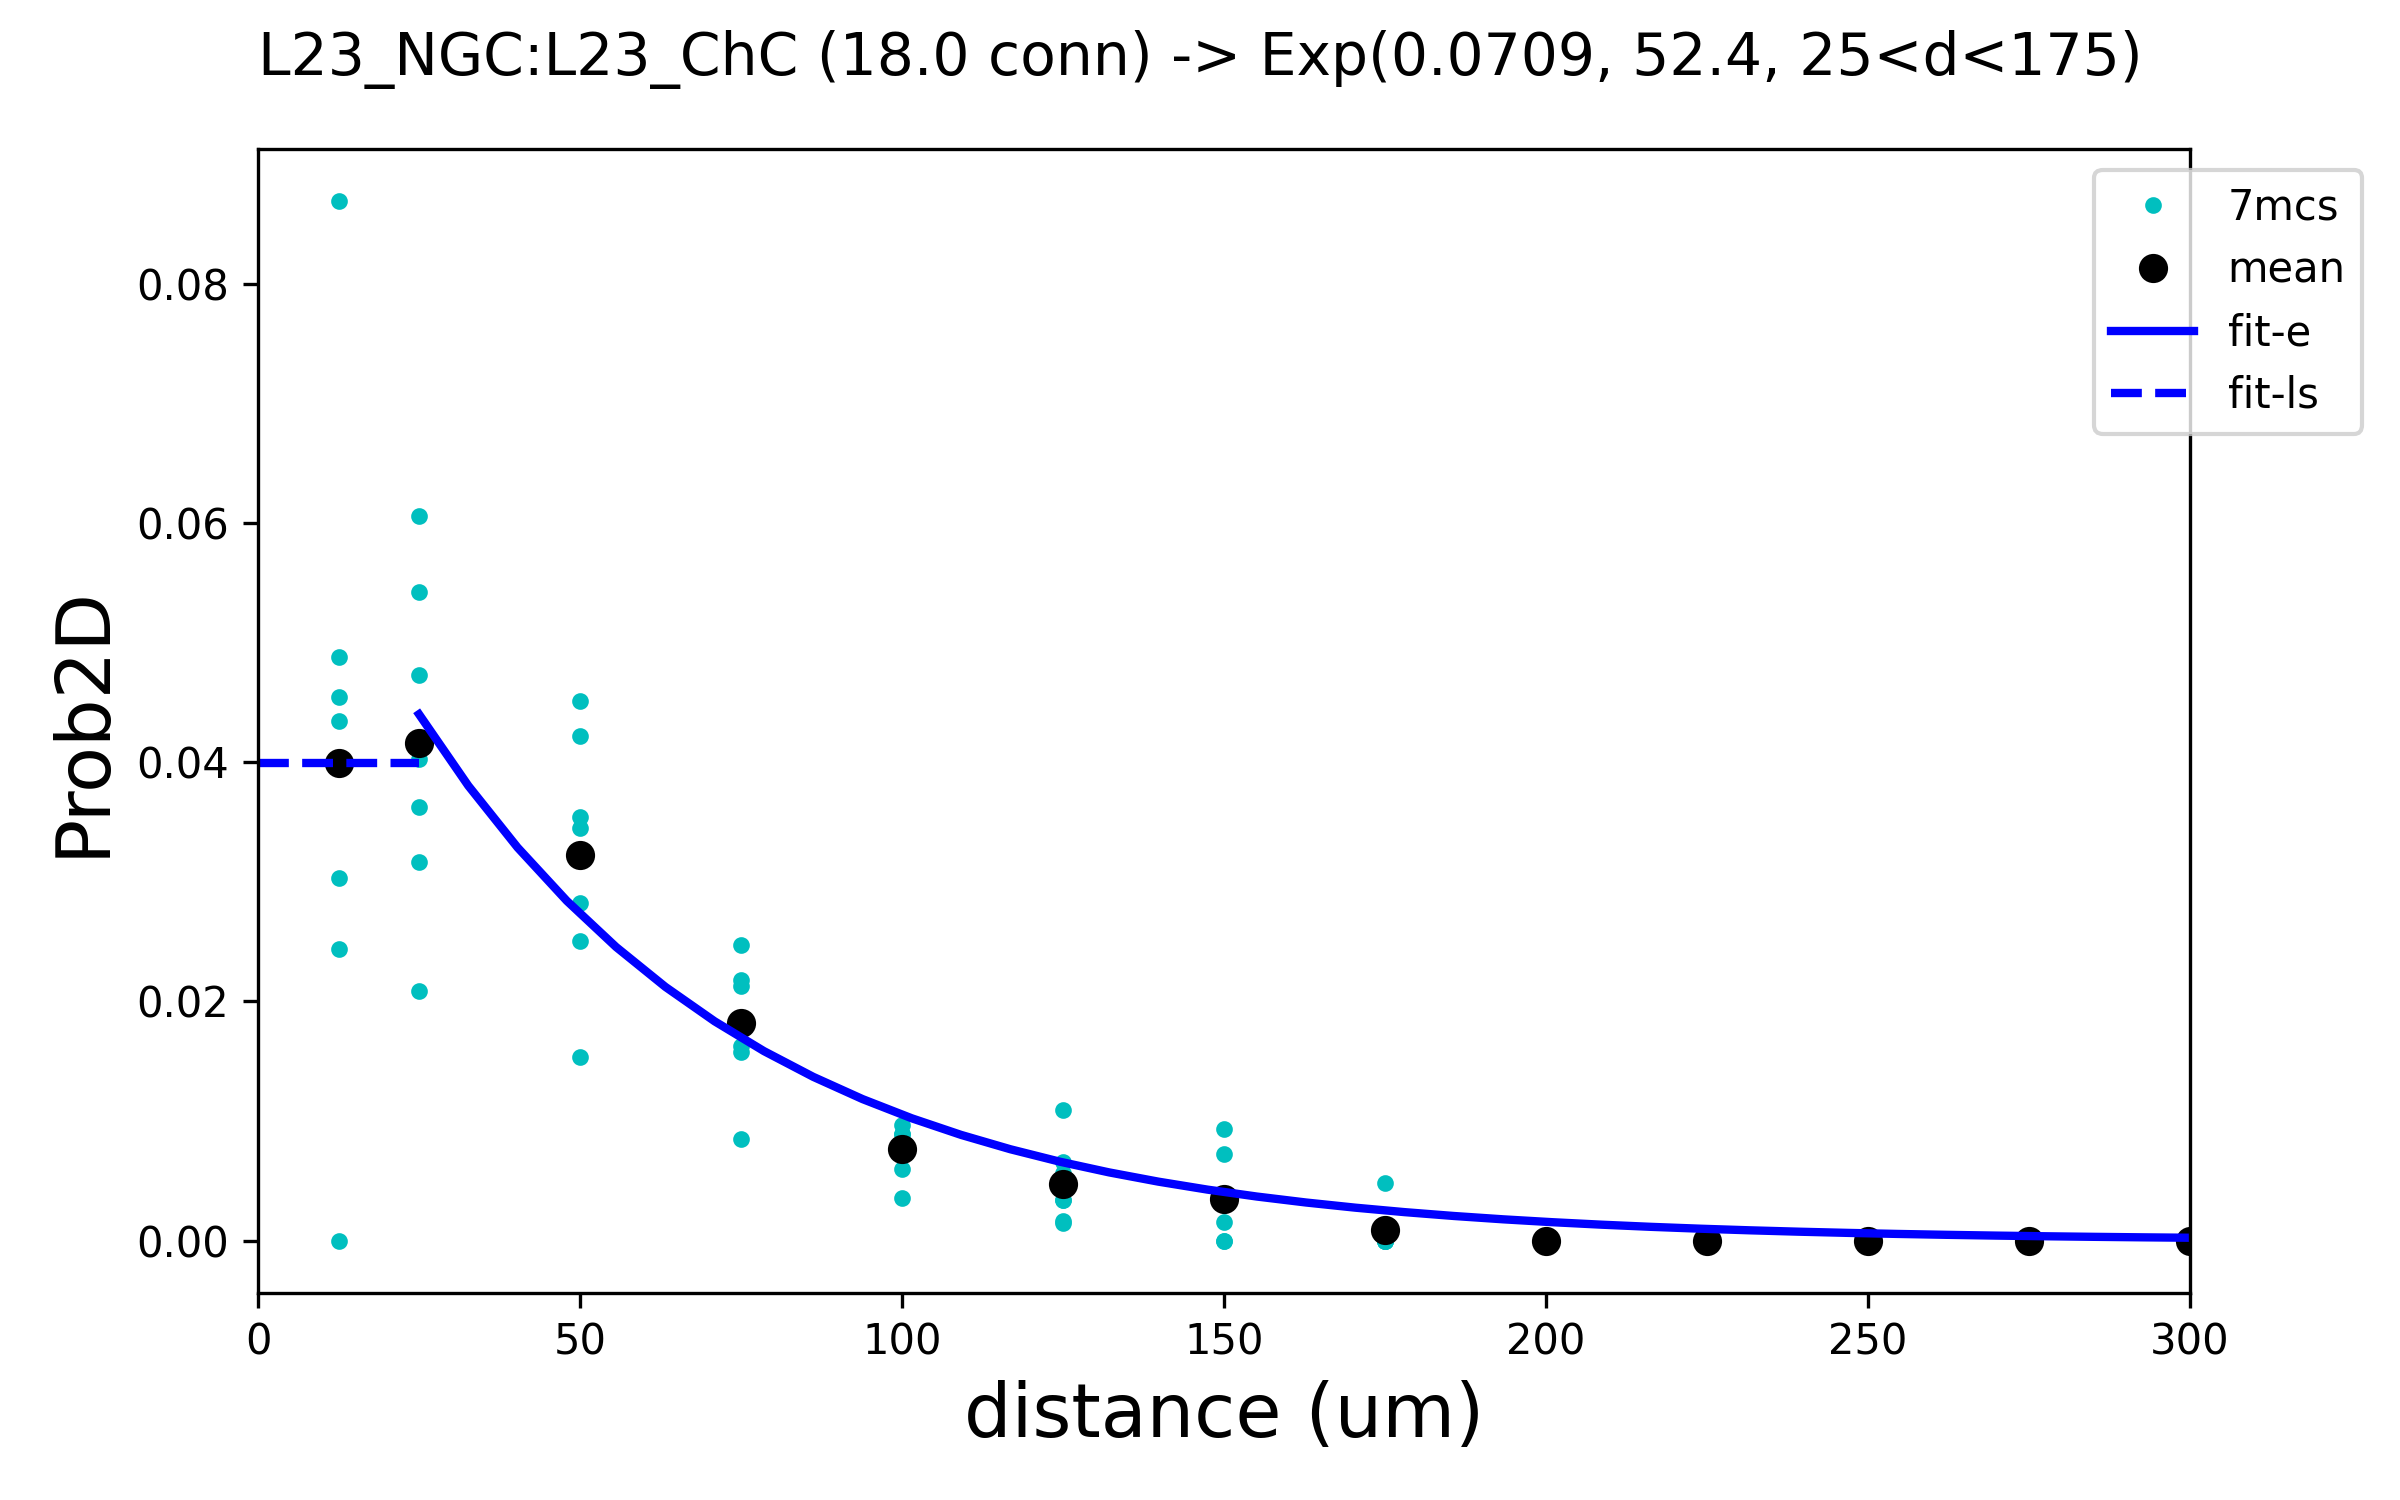 L23_NGC:L23_ChC (18.0 conn) -> Exp(0.0709, 52.4, 25<d<175)
7mcs
mean
fit-e
fit-ls
0.08
0.06
0.04
0.02
0.00
Prob2D
0 50 100 150 200 250 300
distance (um)